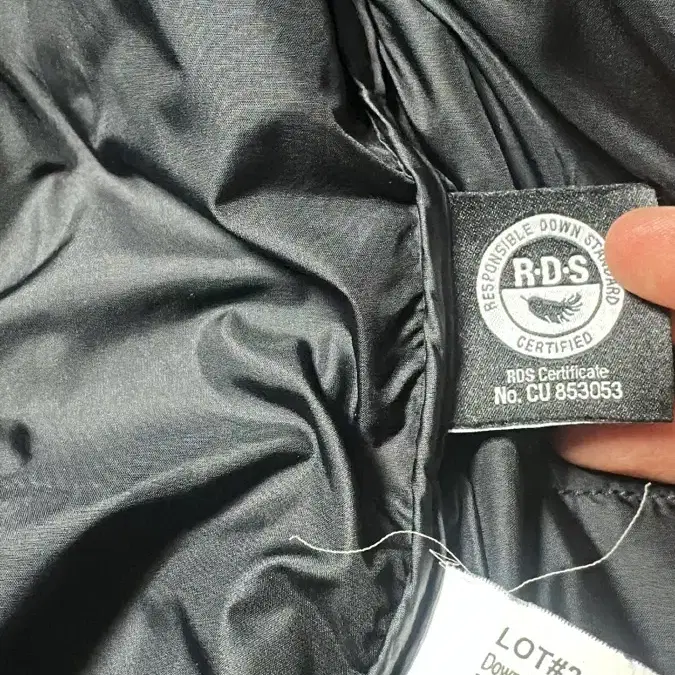 RESPONSIBLE DOWN STANDARD
R·D·S
CERTIFIED
RDS Certificate
No. CU 853053
LOT#